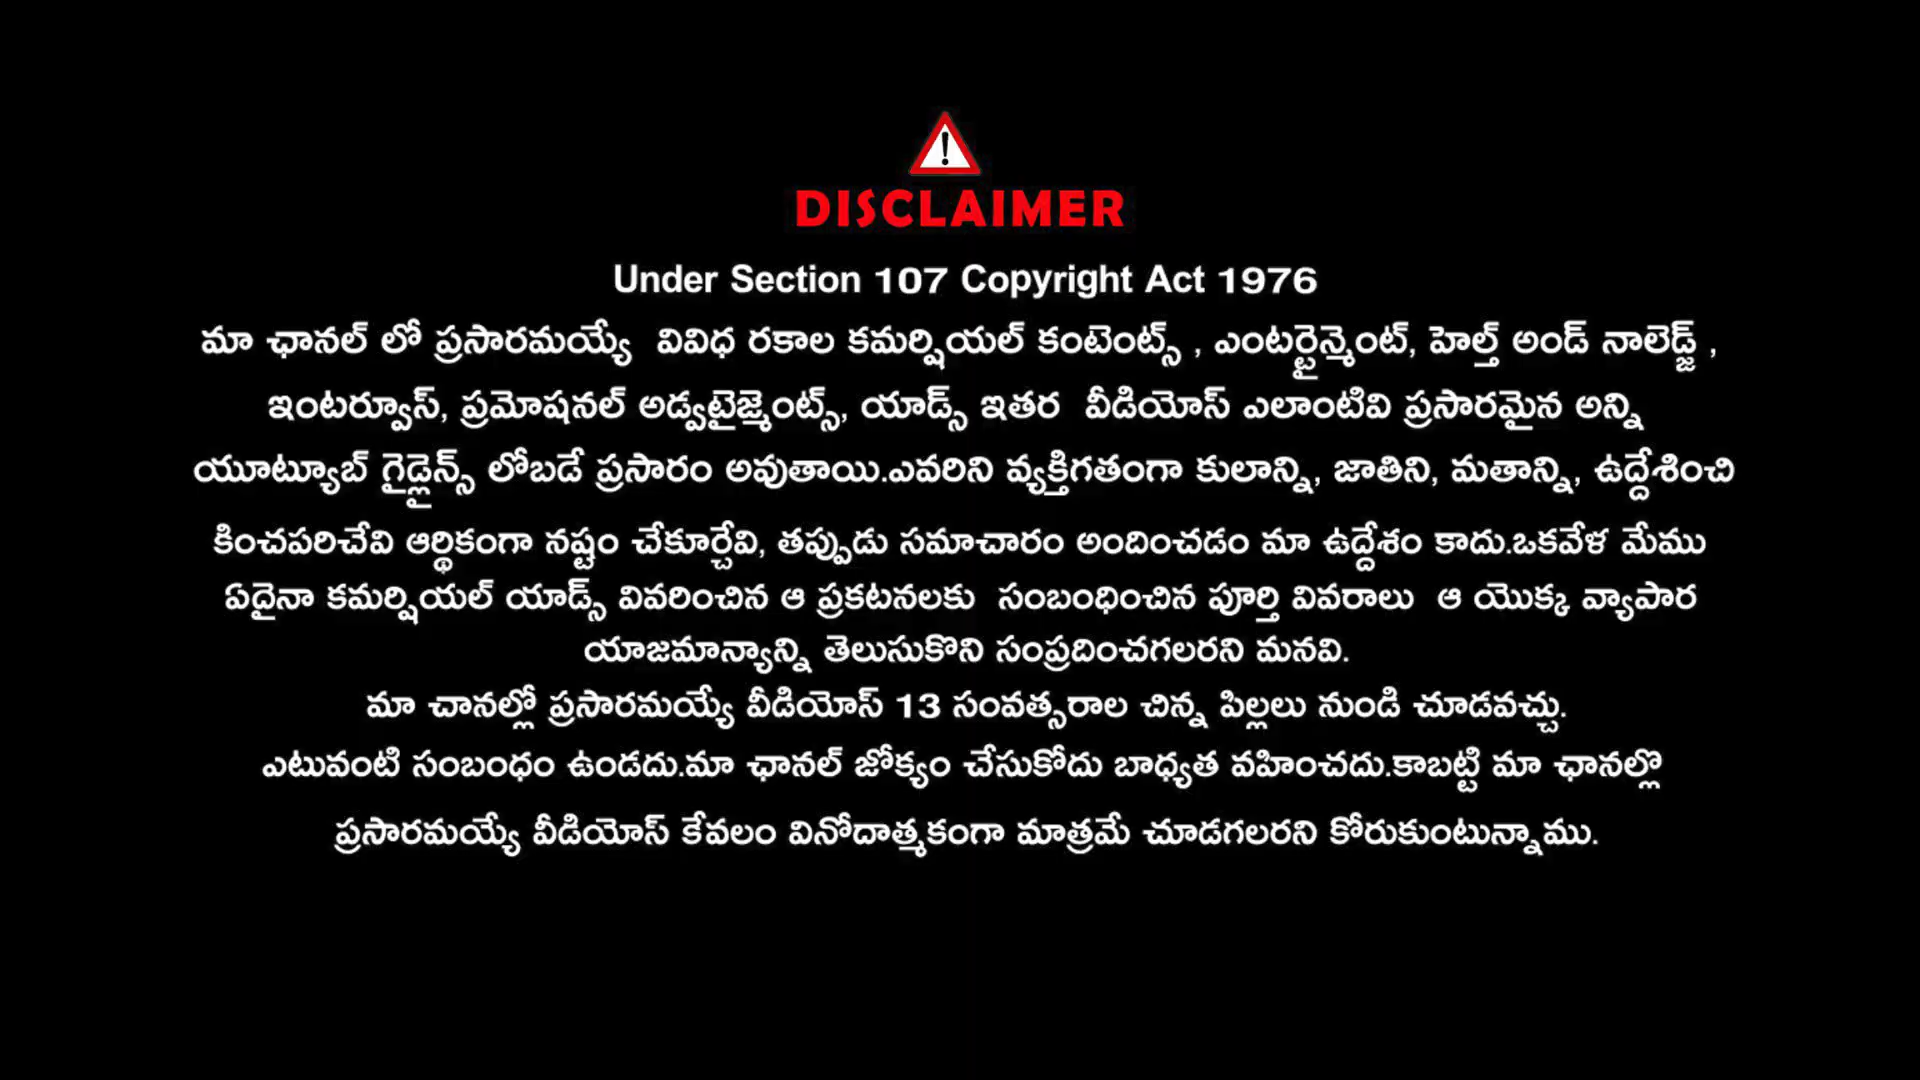 DISCLAIMER
Under Section 107 Copyright Act 1976
మా ఛానల్ లో ప్రసారమయ్యే వివిధ రకాల కమర్షియల్ కంటెంట్స్ , ఎంటర్టైన్మెంట్, హెల్త్ అండ్ నాలెడ్జ్ ,
ఇంటర్వ్యూస్, ప్రమోషనల్ అడ్వటైజ్మెంట్స్, యాడ్స్ ఇతర వీడియోస్ ఎలాంటివి ప్రసారమైన అన్ని
యూట్యూబ్ గైడ్లైన్స్ లోబడే ప్రసారం అవుతాయి.ఎవరిని వ్యక్తిగతంగా కులాన్ని, జాతిని, మతాన్ని, ఉద్దేశించి
కించపరిచేవి ఆర్థికంగా నష్టం చేకూర్చేవి, తప్పుడు సమాచారం అందించడం మా ఉద్దేశం కాదు.ఒకవేళ మేము
ఏదైనా కమర్షియల్ యాడ్స్ వివరించిన ఆ ప్రకటనలకు సంబంధించిన పూర్తి వివరాలు ఆ యొక్క వ్యాపార
యాజమాన్యాన్ని తెలుసుకొని సంప్రదించగలరని మనవి.
మా చానల్లో ప్రసారమయ్యే వీడియోస్ 13 సంవత్సరాల చిన్న పిల్లలు నుండి చూడవచ్చు.
ఎటువంటి సంబంధం ఉండదు.మా ఛానల్ జోక్యం చేసుకోదు బాధ్యత వహించదు.కాబట్టి మా ఛానల్లొ
ప్రసారమయ్యే వీడియోస్ కేవలం వినోదాత్మకంగా మాత్రమే చూడగలరని కోరుకుంటున్నాము.